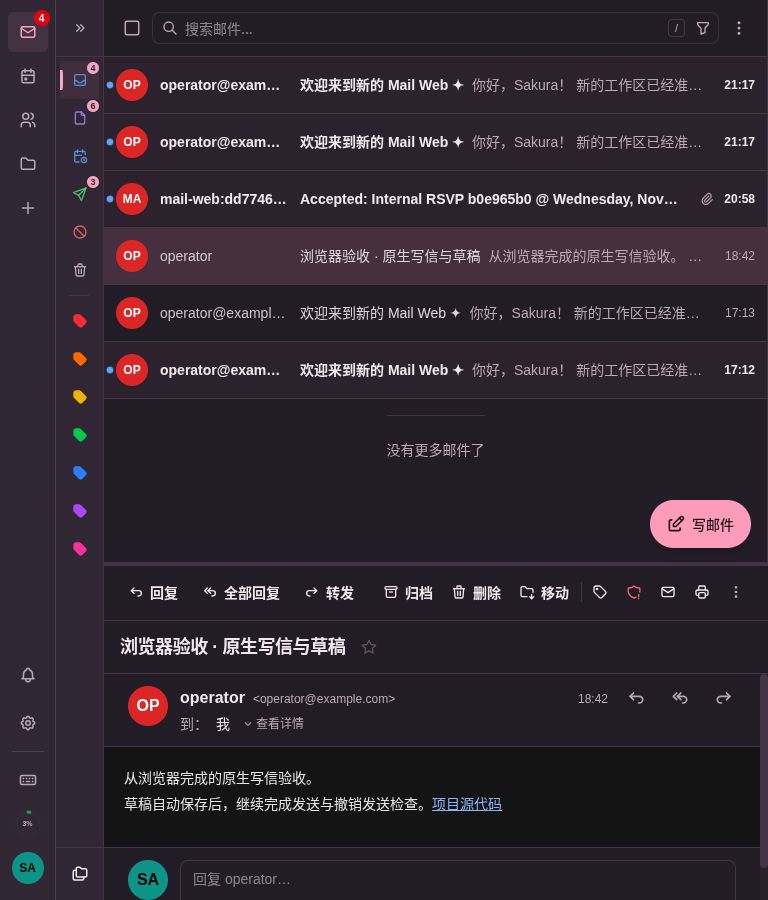 4
搜索邮件...
/
4
6
3
OP operator@exam… 欢迎来到新的 Mail Web ✦ 你好，Sakura！ 新的工作区已经准… 21:17
OP operator@exam… 欢迎来到新的 Mail Web ✦ 你好，Sakura！ 新的工作区已经准… 21:17
MA mail-web:dd7746… Accepted: Internal RSVP b0e965b0 @ Wednesday, Nov… 20:58
OP operator 浏览器验收 · 原生写信与草稿 从浏览器完成的原生写信验收。 … 18:42
OP operator@exampl… 欢迎来到新的 Mail Web ✦ 你好，Sakura！ 新的工作区已经准… 17:13
OP operator@exam… 欢迎来到新的 Mail Web ✦ 你好，Sakura！ 新的工作区已经准… 17:12
没有更多邮件了
写邮件
回复 全部回复 转发 归档 删除 移动
浏览器验收 · 原生写信与草稿
OP operator <operator@example.com> 18:42
到： 我 查看详情
从浏览器完成的原生写信验收。
草稿自动保存后，继续完成发送与撤销发送检查。项目源代码
3%
SA
SA 回复 operator…